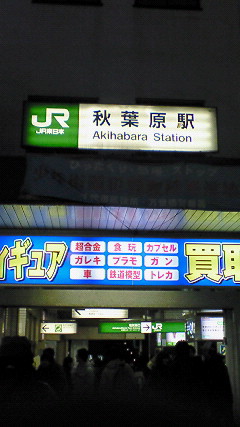 JR 秋葉原駅
JR東日本 Akihabara Station
ィギュア 買取
超合金 食玩 カプセル
ガレキ プラモ ガン
車 鉄道模型 トレカ
JR